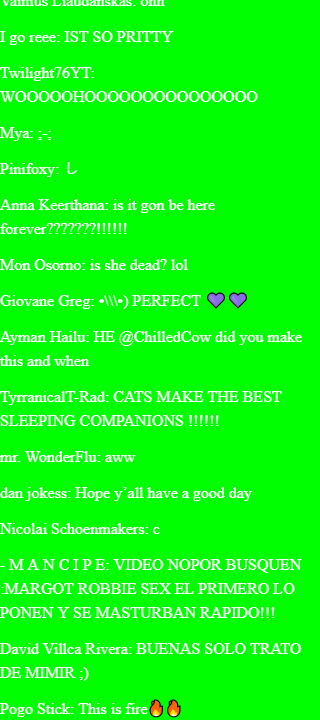 Vainius Liaudanskas: ohh
I go reee: IST SO PRITTY
Twilight76YT:
WOOOOOHOOOOOOOOOOOOOOOO
Mya: ;-;
Pinifoxy: し
Anna Keerthana: is it gon be here
forever???????!!!!!!
Mon Osorno: is she dead? lol
Giovane Greg: •\\\•) PERFECT 💜 💜
Ayman Hailu: HE @ChilledCow did you make
this and when
TyrranicalT-Rad: CATS MAKE THE BEST
SLEEPING COMPANIONS !!!!!!
mr. WonderFlu: aww
dan jokess: Hope y'all have a good day
Nicolai Schoenmakers: c
- M A N C I P E: VIDEO NOPOR BUSQUEN
:MARGOT ROBBIE SEX EL PRIMERO LO
PONEN Y SE MASTURBAN RAPIDO!!!
David Villca Rivera: BUENAS SOLO TRATO
DE MIMIR ;)
Pogo Stick: This is fire🔥🔥